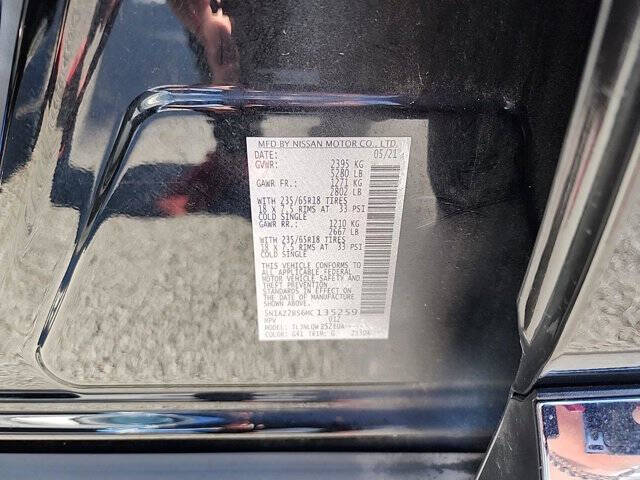 MFD BY NISSAN MOTOR CO., LTD.
DATE: 05/21
GVWR: 2395 KG
5280 LB
GAWR FR.: 1271 KG
2802 LB
WITH 235/65R18 TIRES
18 X 7.5 RIMS AT 33 PSI
COLD SINGLE
GAWR RR.: 1210 KG
2667 LB
WITH 235/65R18 TIRES
18 X 7.5 RIMS AT 33 PSI
COLD SINGLE
THIS VEHICLE CONFORMS TO
ALL APPLICABLE FEDERAL
MOTOR VEHICLE SAFETY
STANDARDS IN EFFECT ON
THE DATE OF MANUFACTURE
SHOWN ABOVE.
135259
MPV 012
MODEL:
COLOR: G41 TRIM: G